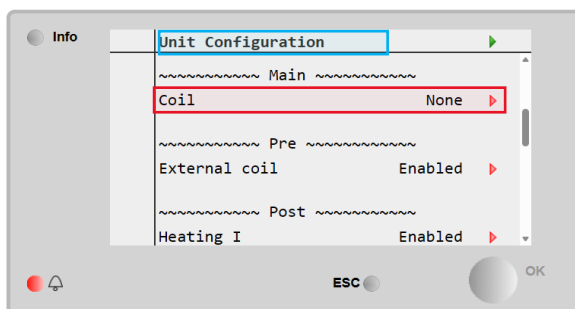 Info
Unit Configuration
~~~~~~~~~~~ Main ~~~~~~~~~~~
Coil None
~~~~~~~~~~~ Pre ~~~~~~~~~~~~
External coil Enabled
~~~~~~~~~~~ Post ~~~~~~~~~~~
Heating I Enabled
ESC
OK